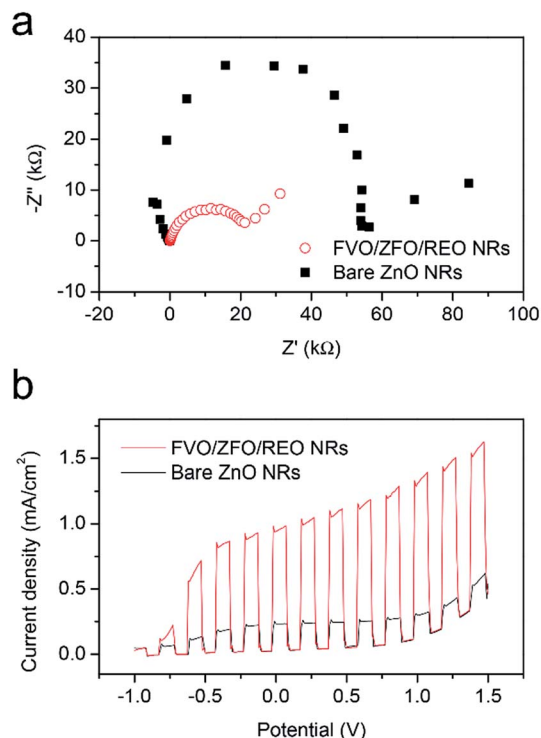 a
40
30
20
10
0
-10
-Z'' (kΩ)
FVO/ZFO/REO NRs
Bare ZnO NRs
-20 0 20 40 60 80 100
Z' (kΩ)
b
FVO/ZFO/REO NRs
Bare ZnO NRs
1.5
1.0
0.5
0.0
Current density (mA/cm²)
-1.0 -0.5 0.0 0.5 1.0 1.5
Potential (V)